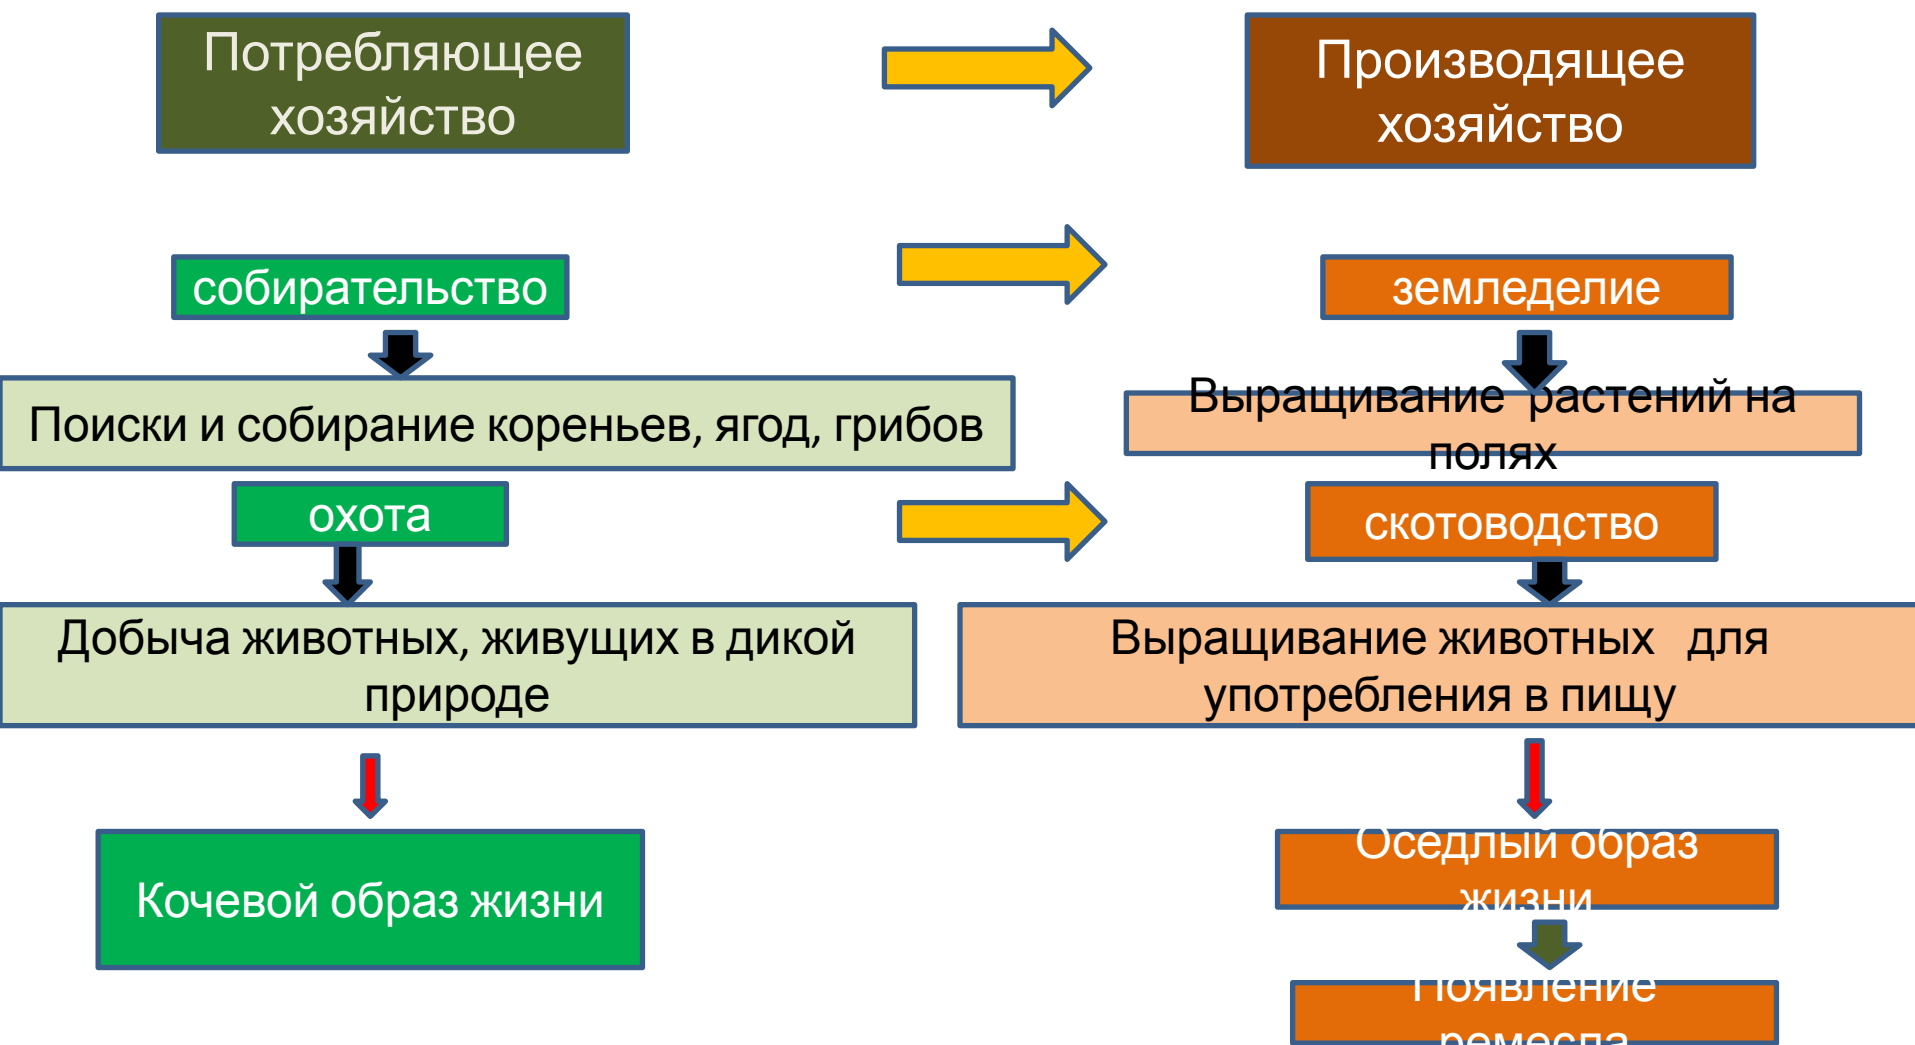 Потребляющее
хозяйство
Производящее
хозяйство
собирательство
земледелие
Поиски и собирание кореньев, ягод, грибов
Выращивание растений на
полях
охота
скотоводство
Добыча животных, живущих в дикой
природе
Выращивание животных для
употребления в пищу
Кочевой образ жизни
Оседлый образ
жизни
Появление
ремесла